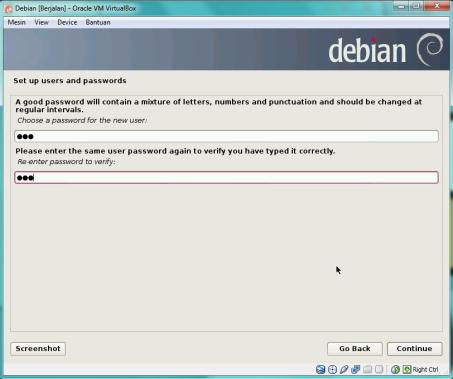 Debian [Berjalan] - Oracle VM VirtualBox
Mesin View Device Bantuan
debian
Set up users and passwords
A good password will contain a mixture of letters, numbers and punctuation and should be changed at
regular intervals.
Choose a password for the new user:
●●●
Please enter the same user password again to verify you have typed it correctly.
Re-enter password to verify:
●●●
Screenshot Go Back Continue
Right Ctrl